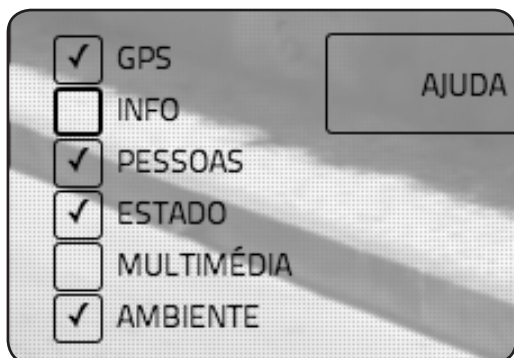 GPS
INFO
AJUDA
PESSOAS
ESTADO
MULTIMÉDIA
AMBIENTE